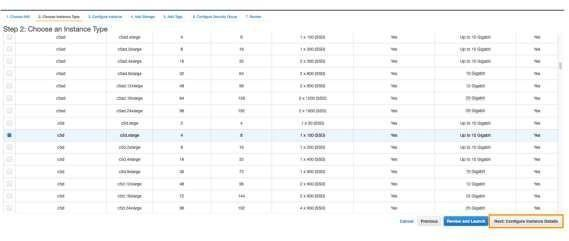 1. Choose AMI 2. Choose Instance Type 3. Configure Instance 4. Add Storage 5. Add Tags 6. Configure Security Group 7. Review
Step 2: Choose an Instance Type
c5ad c5ad.xlarge 4 8 1 x 150 (SSD) Yes Up to 10 Gigabit Yes
c5ad c5ad.2xlarge 8 16 1 x 300 (SSD) Yes Up to 10 Gigabit Yes
c5ad c5ad.4xlarge 16 32 2 x 300 (SSD) Yes Up to 10 Gigabit Yes
c5ad c5ad.8xlarge 32 64 2 x 600 (SSD) Yes 10 Gigabit Yes
c5ad c5ad.12xlarge 48 96 2 x 900 (SSD) Yes 12 Gigabit Yes
c5ad c5ad.16xlarge 64 128 2 x 1200 (SSD) Yes 20 Gigabit Yes
c5ad c5ad.24xlarge 96 192 2 x 1900 (SSD) Yes 20 Gigabit Yes
c5d c5d.large 2 4 1 x 50 (SSD) Yes Up to 10 Gigabit Yes
c5d c5d.xlarge 4 8 1 x 100 (SSD) Yes Up to 10 Gigabit Yes
c5d c5d.2xlarge 8 16 1 x 200 (SSD) Yes Up to 10 Gigabit Yes
c5d c5d.4xlarge 16 32 1 x 400 (SSD) Yes Up to 10 Gigabit Yes
c5d c5d.9xlarge 36 72 1 x 900 (SSD) Yes 10 Gigabit Yes
c5d c5d.12xlarge 48 96 2 x 900 (SSD) Yes 12 Gigabit Yes
c5d c5d.18xlarge 72 144 2 x 900 (SSD) Yes 25 Gigabit Yes
c5d c5d.24xlarge 96 192 4 x 900 (SSD) Yes 25 Gigabit Yes
Cancel Previous Review and Launch Next: Configure Instance Details